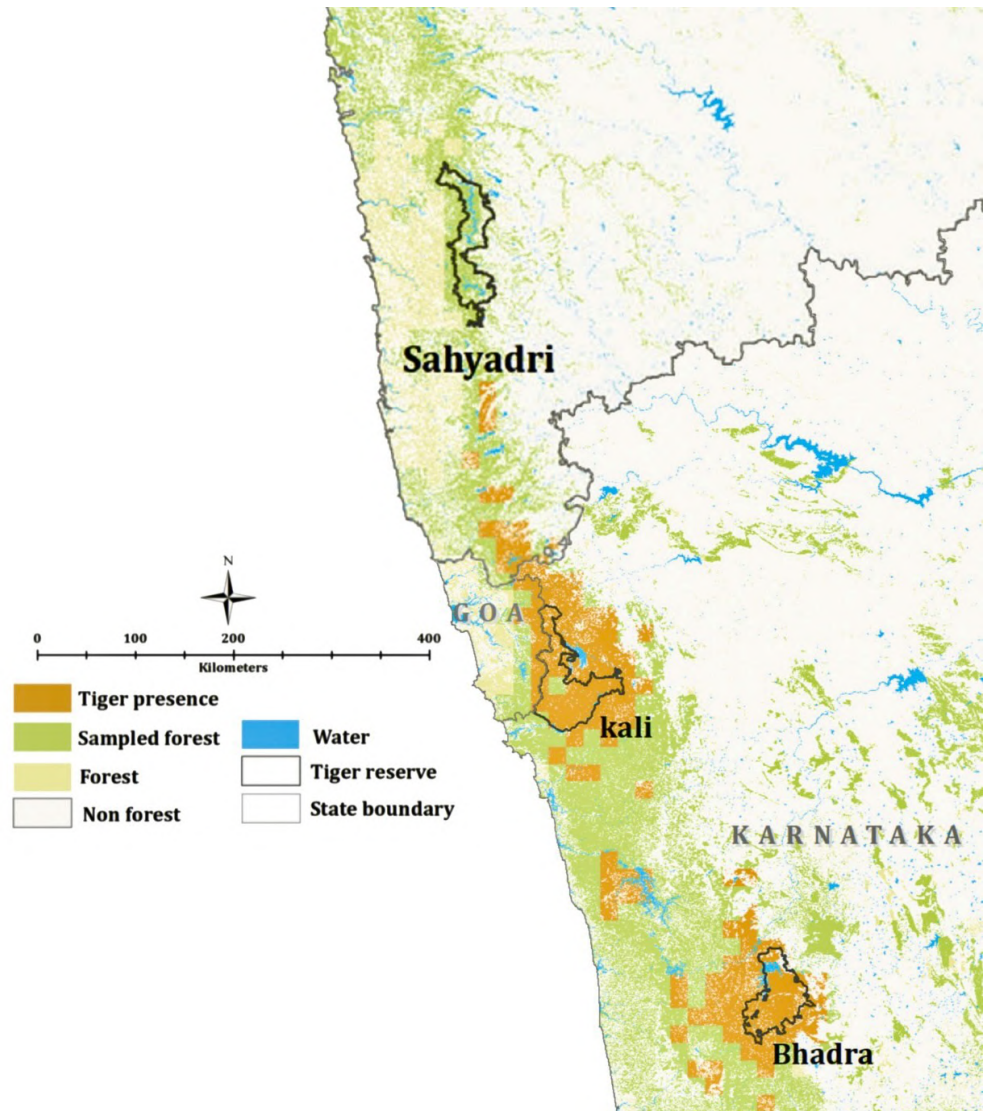 Sahyadri
N
GOA
0 100 200 400
Kilometers
Tiger presence
Sampled forest
Water
Forest
Tiger reserve
Non forest
State boundary
kali
KARNATAKA
Bhadra